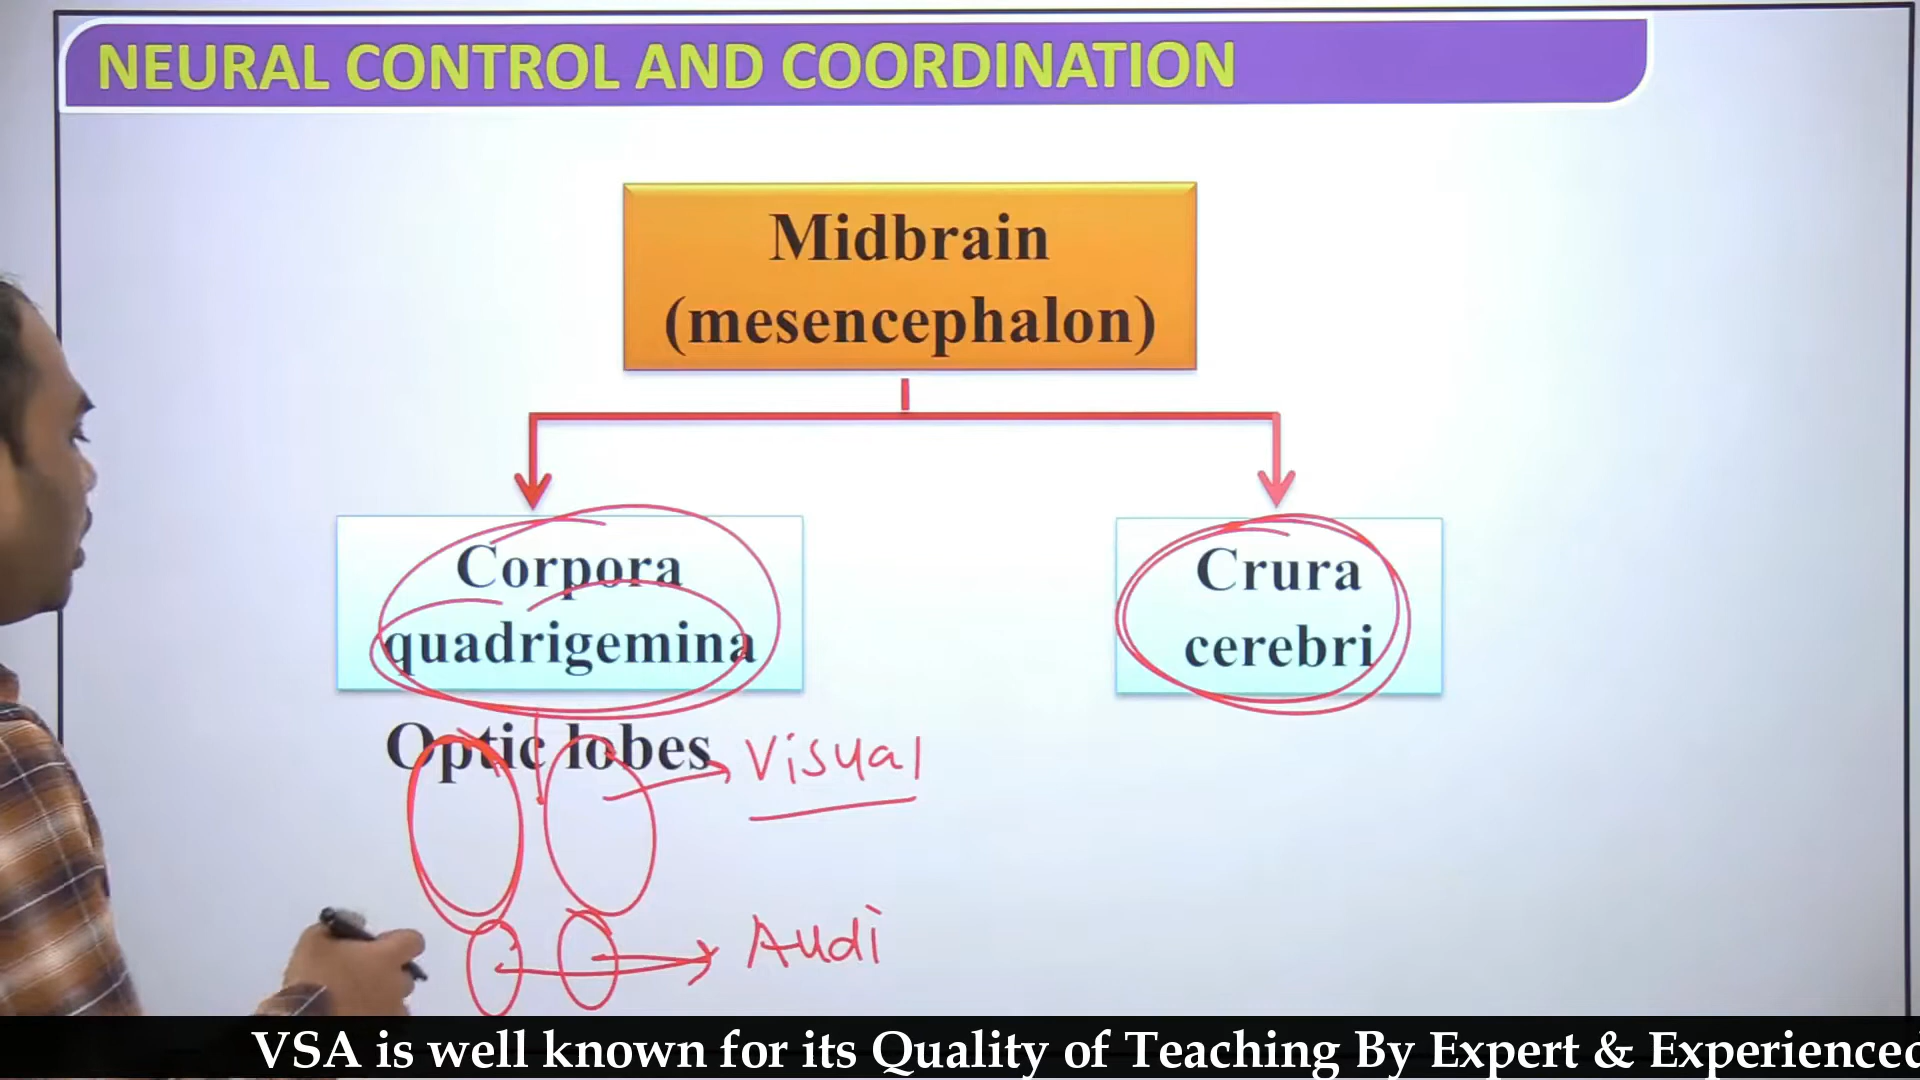 NEURAL CONTROL AND COORDINATION
Midbrain
(mesencephalon)
Corpora
quadrigemina
Crura
cerebri
Optic lobes
Visual
Audi
VSA is well known for its Quality of Teaching By Expert & Experienced